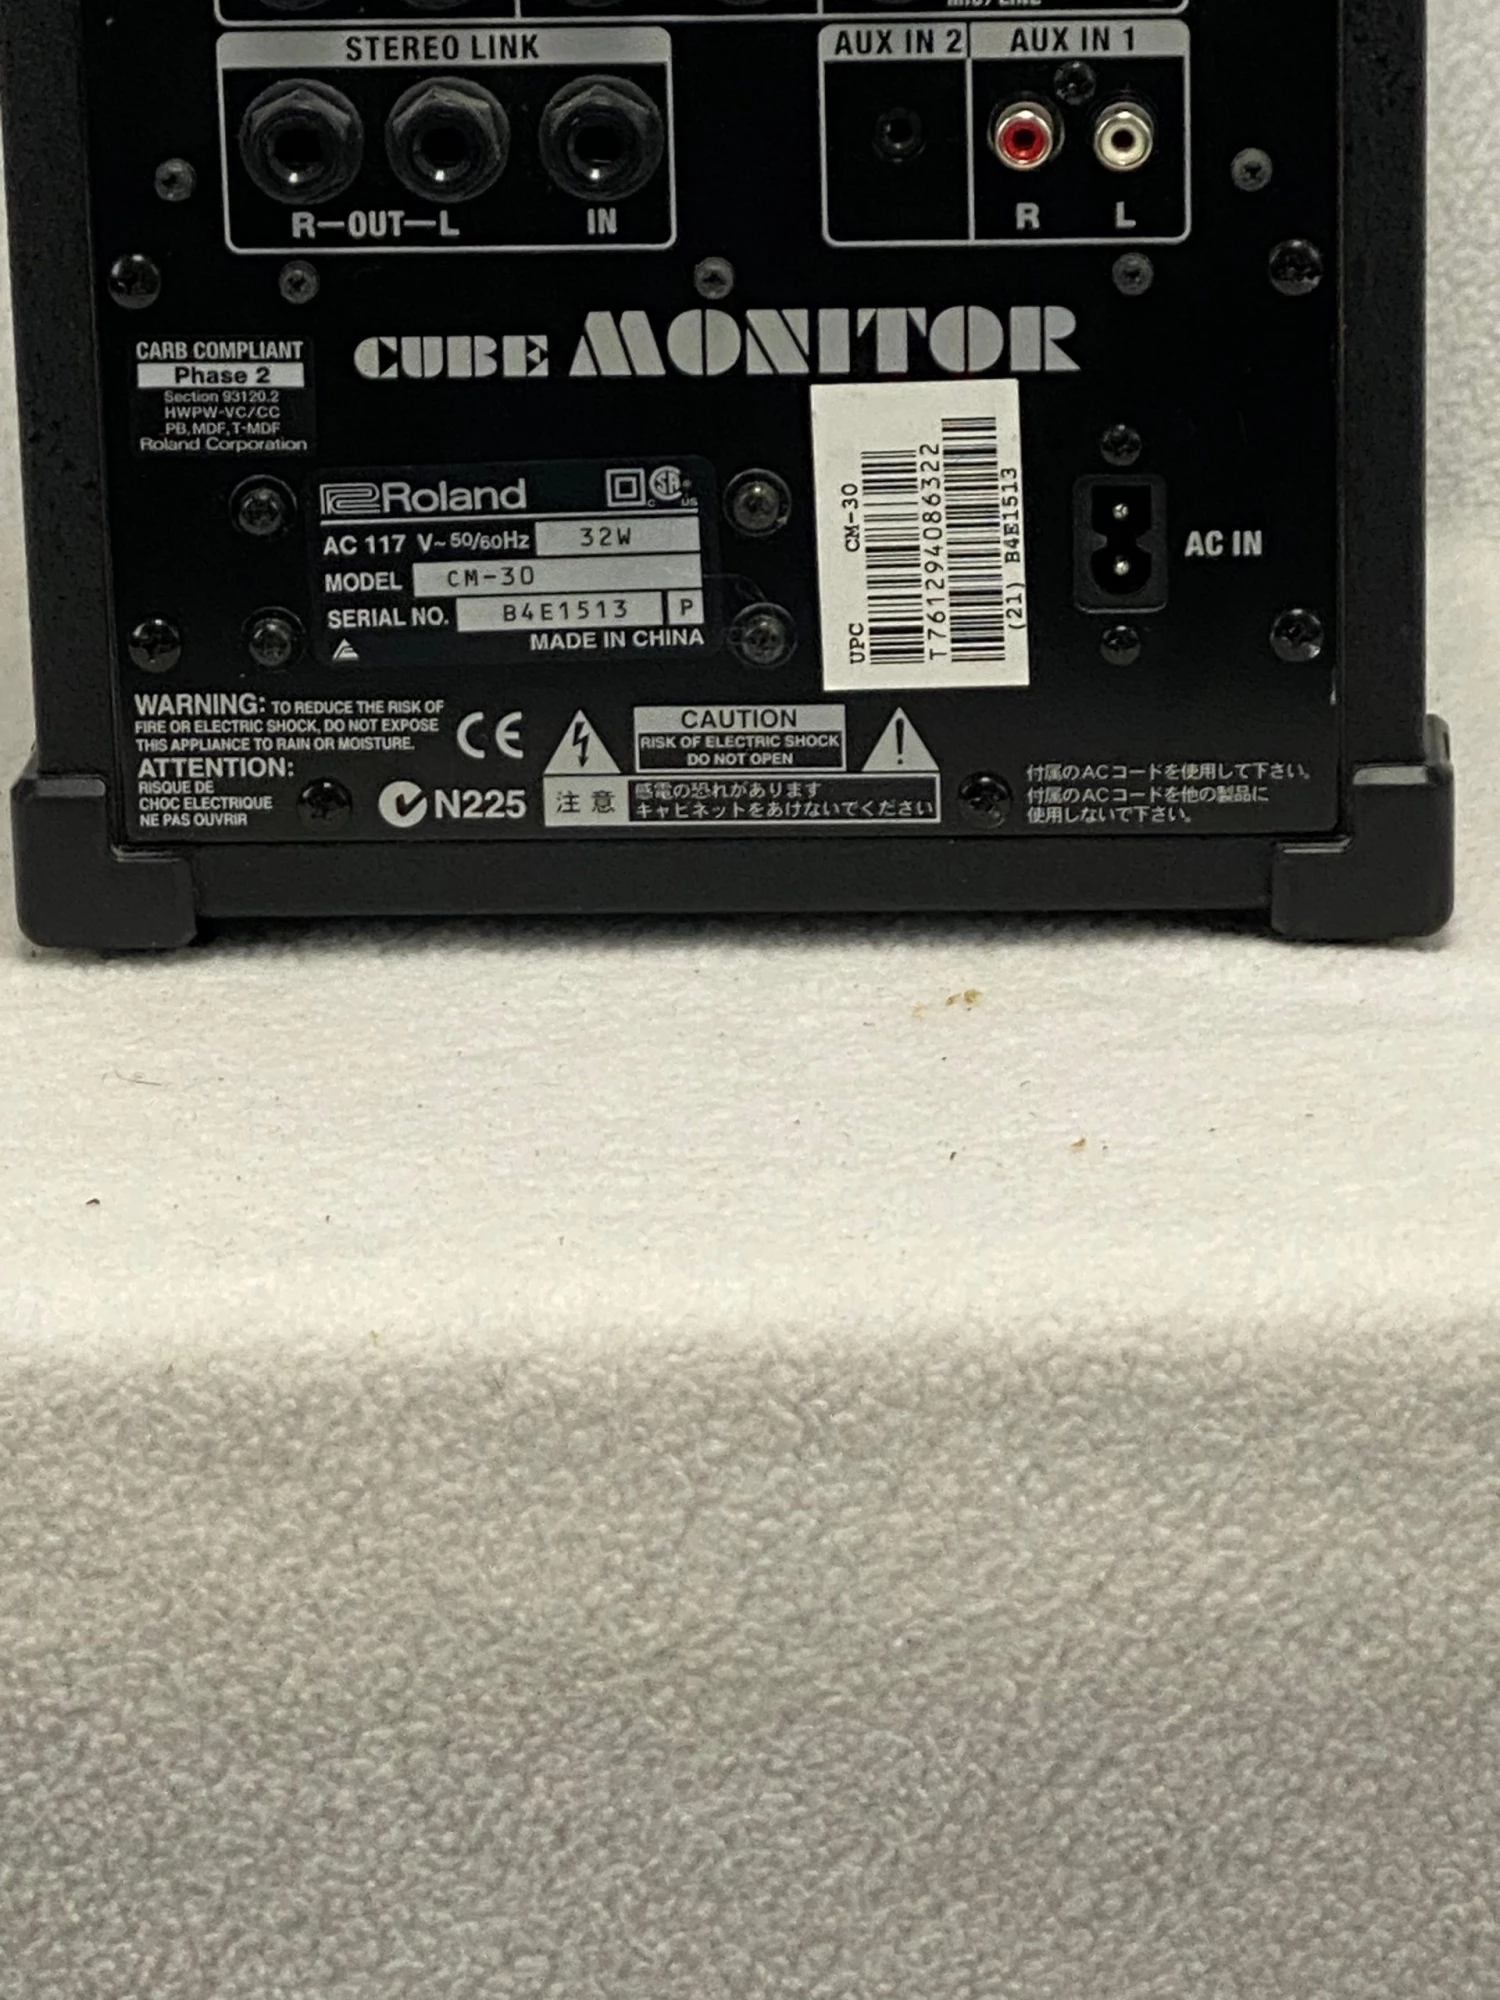 STEREO LINK
R–OUT–L
IN
AUX IN 2
AUX IN 1
R
L
CUBE MONITOR
CARB COMPLIANT
Phase 2
Section 93120.2
HWPW-VC/CC
PB, MDF, T-MDF
Roland Corporation
Roland
C SA® US
AC 117 V~ 50/60Hz 32W
MODEL CM-30
SERIAL NO. B4E1513 P
MADE IN CHINA
UPC CM-30
T761294086322
(21) B4E1513
AC IN
WARNING: TO REDUCE THE RISK OF
FIRE OR ELECTRIC SHOCK, DO NOT EXPOSE
THIS APPLIANCE TO RAIN OR MOISTURE.
ATTENTION:
RISQUE DE
CHOC ELECTRIQUE
NE PAS OUVRIR
CE
N225
CAUTION
RISK OF ELECTRIC SHOCK
DO NOT OPEN
注意
感電の恐れがあります
キャビネットをあけないでください
付属のACコードを使用して下さい。
付属のACコードを他の製品に
使用しないで下さい。